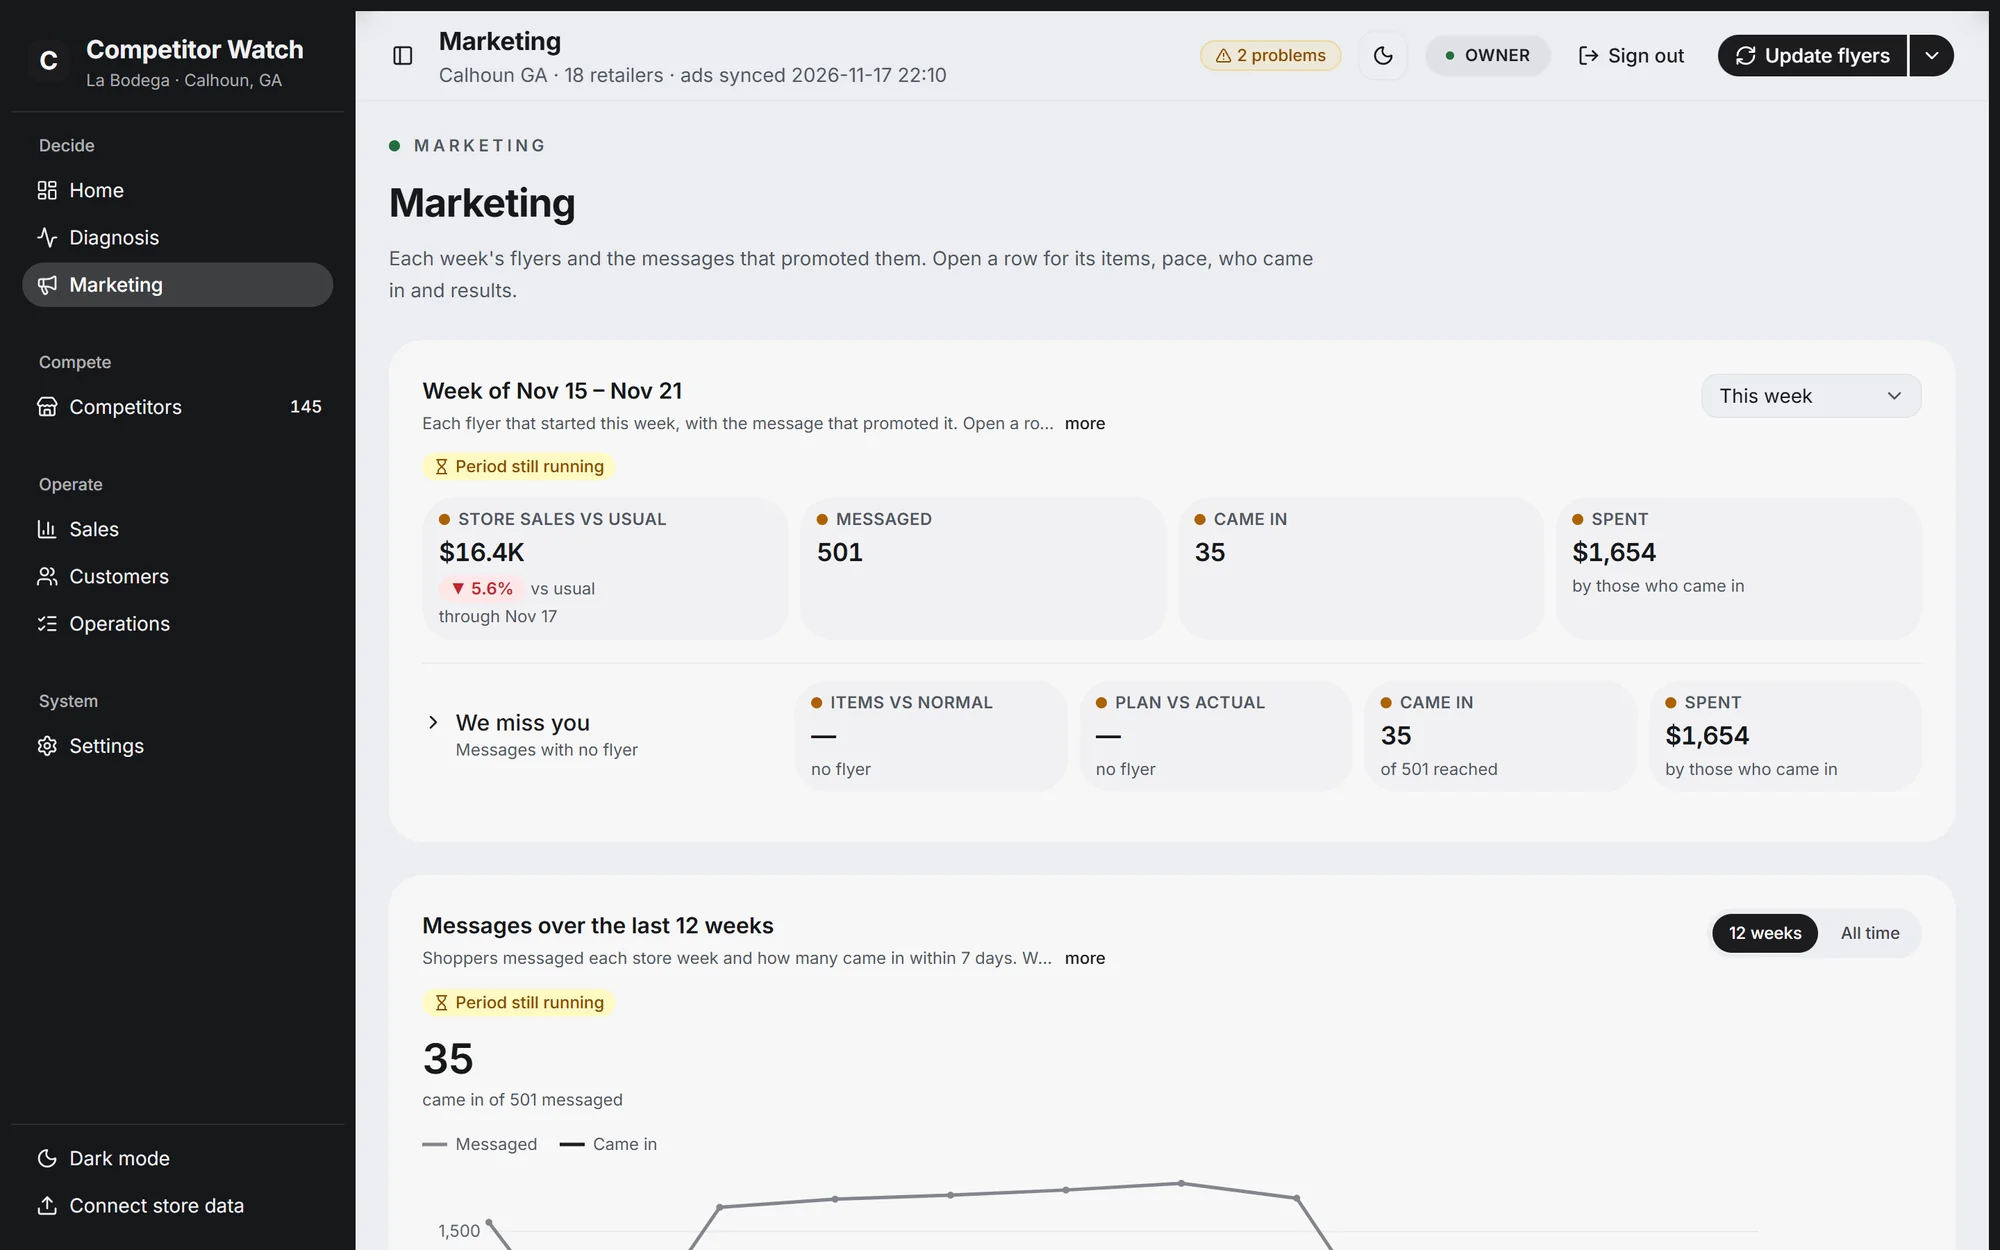 C
Competitor Watch
La Bodega · Calhoun, GA
Decide
Home
Diagnosis
Marketing
Compete
Competitors 145
Operate
Sales
Customers
Operations
System
Settings
Dark mode
Connect store data
Marketing
Calhoun GA · 18 retailers · ads synced 2026-11-17 22:10
2 problems
OWNER
Sign out
Update flyers
MARKETING
Marketing
Each week's flyers and the messages that promoted them. Open a row for its items, pace, who came
in and results.
Week of Nov 15 – Nov 21
This week
Each flyer that started this week, with the message that promoted it. Open a ro... more
Period still running
STORE SALES VS USUAL
$16.4K
▼ 5.6% vs usual
through Nov 17
MESSAGED
501
CAME IN
35
SPENT
$1,654
by those who came in
We miss you
Messages with no flyer
ITEMS VS NORMAL
—
no flyer
PLAN VS ACTUAL
—
no flyer
CAME IN
35
of 501 reached
SPENT
$1,654
by those who came in
Messages over the last 12 weeks
12 weeks All time
Shoppers messaged each store week and how many came in within 7 days. W... more
Period still running
35
came in of 501 messaged
Messaged Came in
1,500